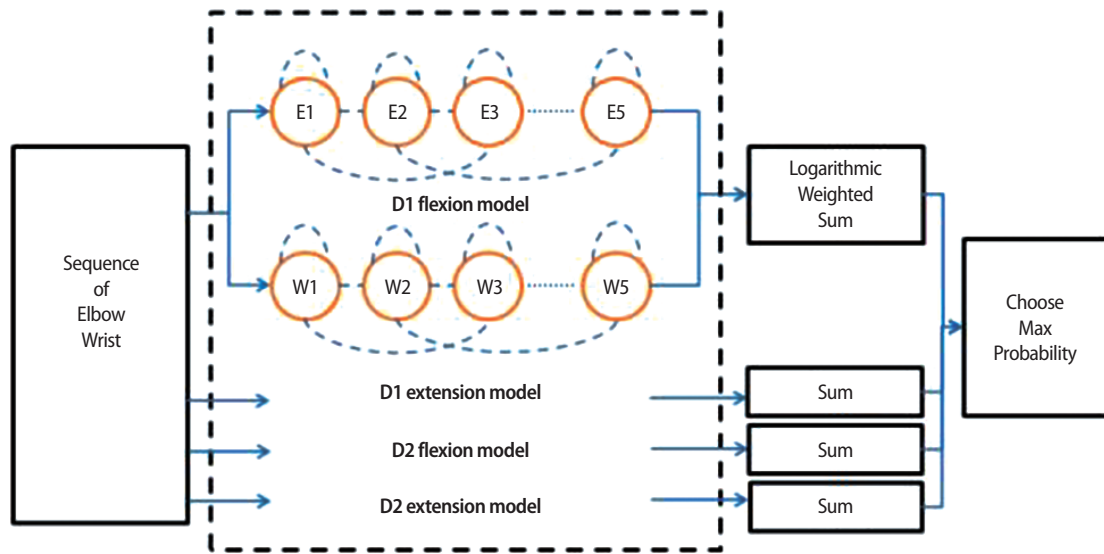 Sequence
of
Elbow
Wrist
E1
E2
E3
E5
D1 flexion model
W1
W2
W3
W5
D1 extension model
D2 flexion model
D2 extension model
Logarithmic
Weighted
Sum
Sum
Sum
Sum
Choose
Max
Probability